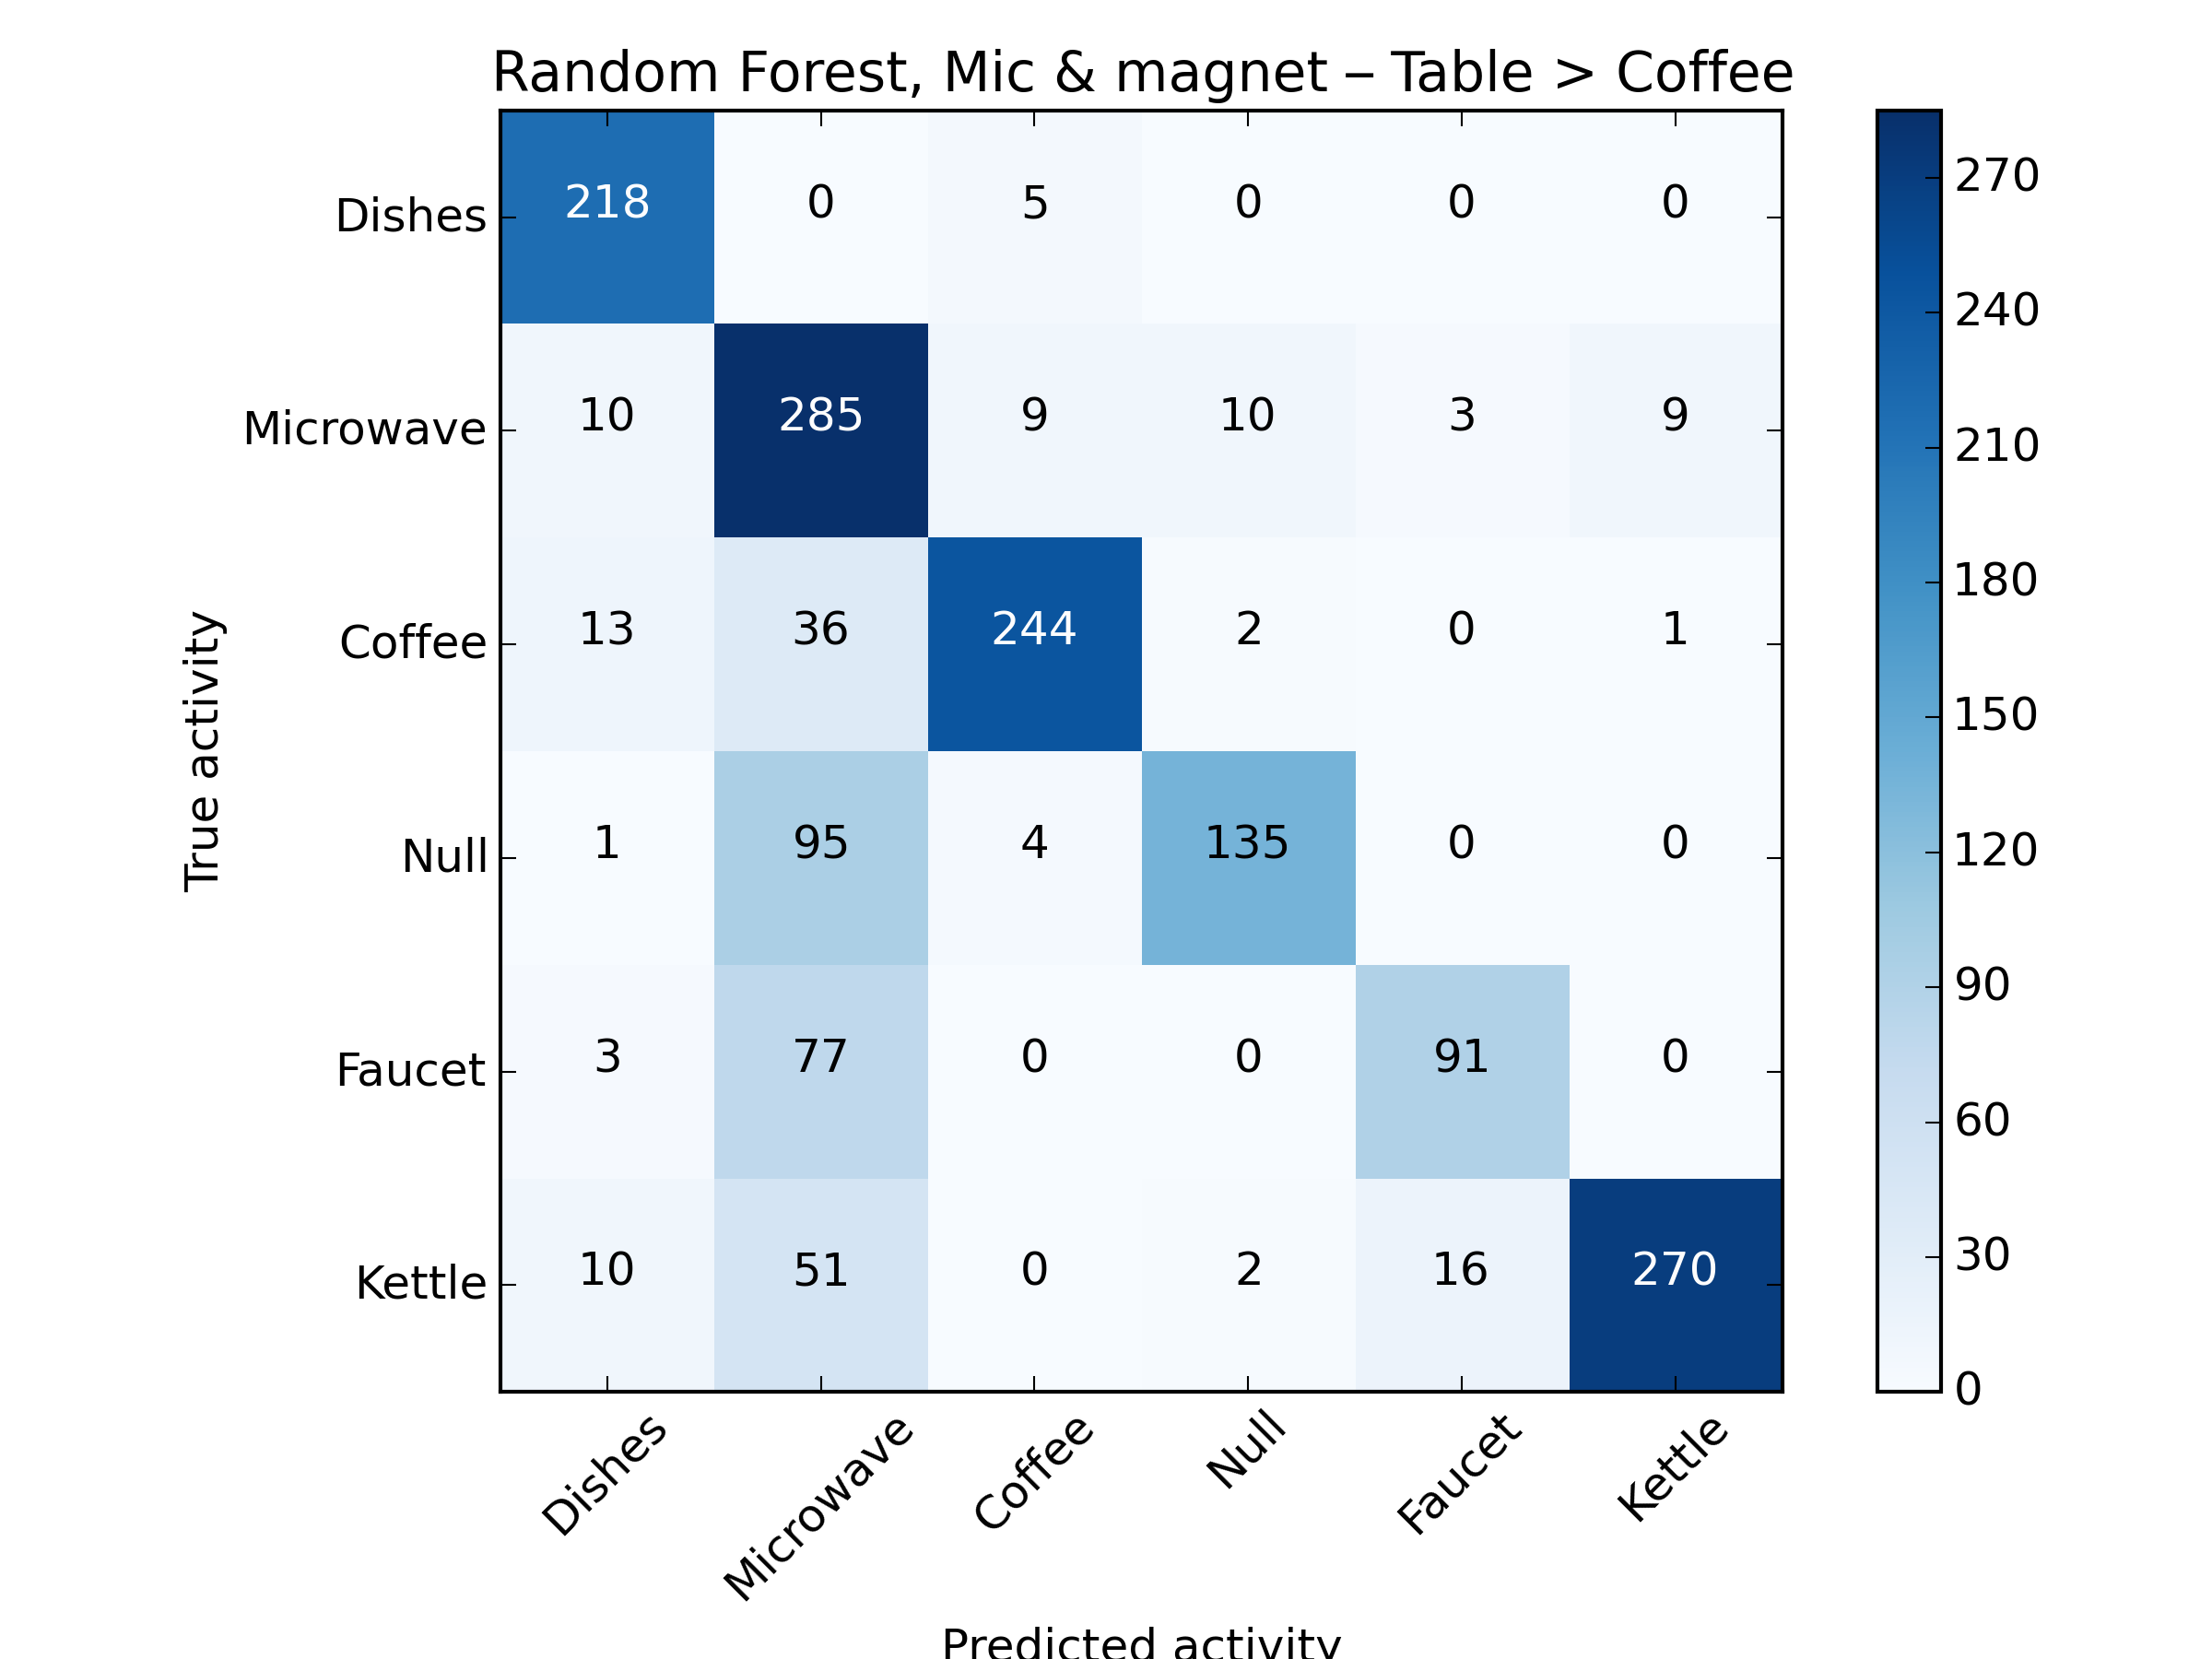 Random Forest, Mic & magnet – Table > Coffee
True activity
Dishes 218 0 5 0 0 0
Microwave 10 285 9 10 3 9
Coffee 13 36 244 2 0 1
Null 1 95 4 135 0 0
Faucet 3 77 0 0 91 0
Kettle 10 51 0 2 16 270
Dishes Microwave Coffee Null Faucet Kettle
Predicted activity
270
240
210
180
150
120
90
60
30
0